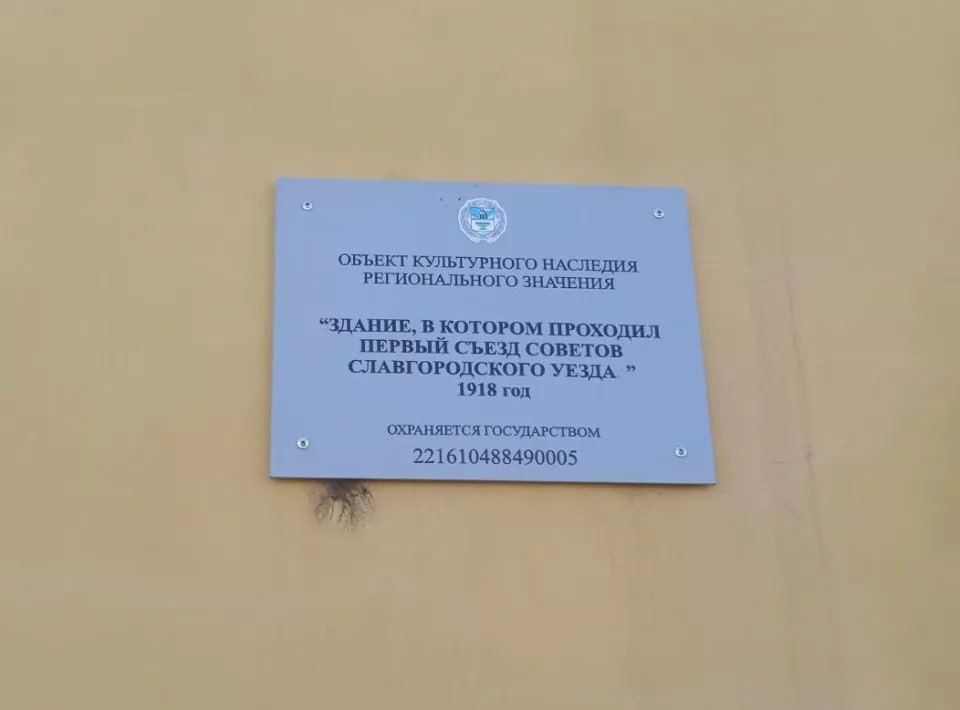 ОБЪЕКТ КУЛЬТУРНОГО НАСЛЕДИЯ
РЕГИОНАЛЬНОГО ЗНАЧЕНИЯ
“ЗДАНИЕ, В КОТОРОМ ПРОХОДИЛ
ПЕРВЫЙ СЪЕЗД СОВЕТОВ
СЛАВГОРОДСКОГО УЕЗДА ”
1918 год
ОХРАНЯЕТСЯ ГОСУДАРСТВОМ
221610488490005